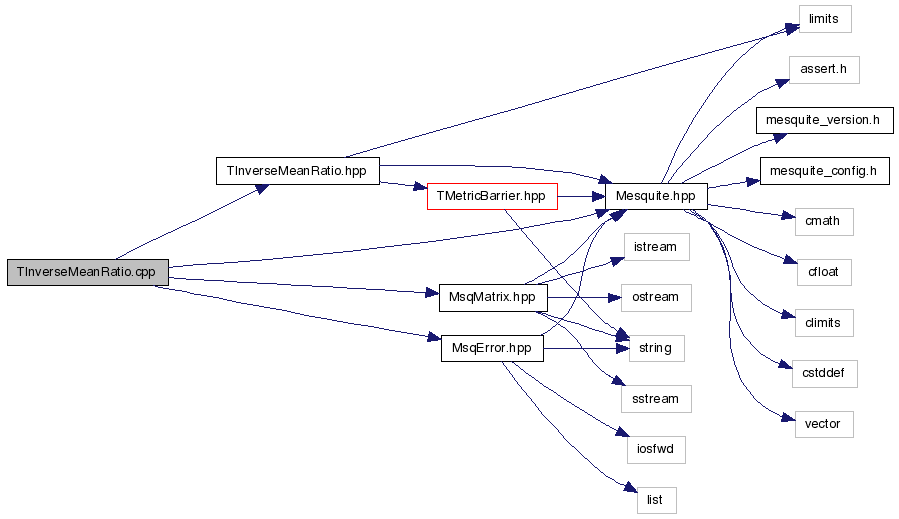 limits
assert.h
mesquite_version.h
TInverseMeanRatio.hpp
mesquite_config.h
TMetricBarrier.hpp
Mesquite.hpp
cmath
istream
TInverseMeanRatio.cpp
cfloat
MsqMatrix.hpp
ostream
climits
MsqError.hpp
string
cstddef
sstream
vector
iosfwd
list